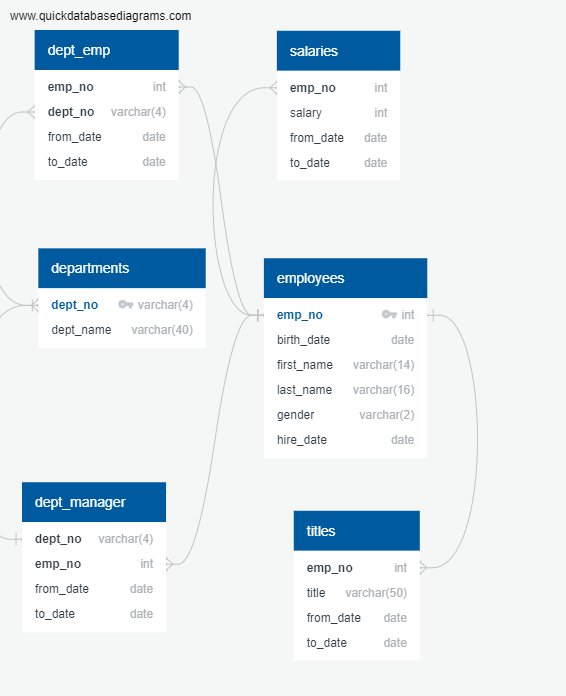 www.quickdatabasediagrams.com
dept_emp
emp_no int
dept_no varchar(4)
from_date date
to_date date
salaries
emp_no int
salary int
from_date date
to_date date
departments
dept_no varchar(4)
dept_name varchar(40)
employees
emp_no int
birth_date date
first_name varchar(14)
last_name varchar(16)
gender varchar(2)
hire_date date
dept_manager
dept_no varchar(4)
emp_no int
from_date date
to_date date
titles
emp_no int
title varchar(50)
from_date date
to_date date